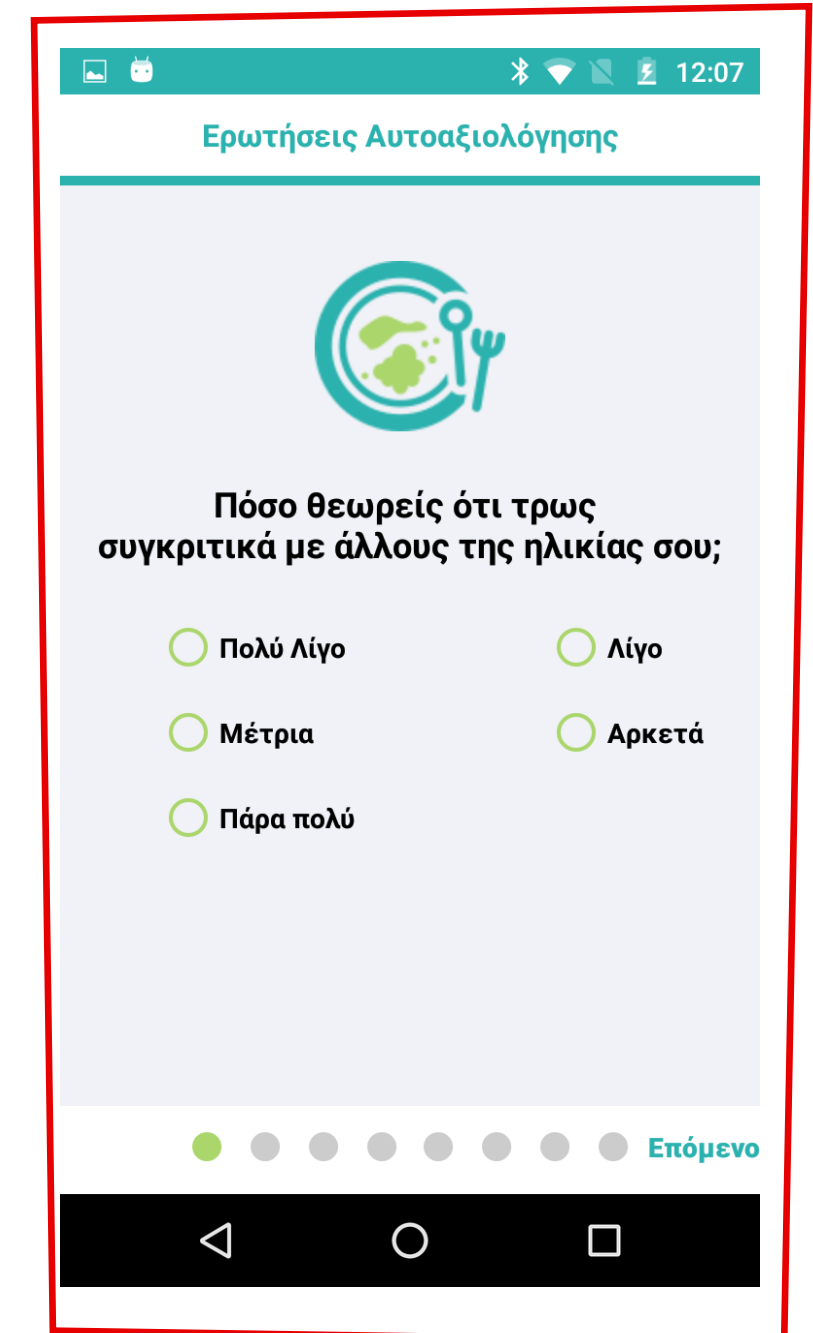 12:07
Ερωτήσεις Αυτοαξιολόγησης
Πόσο θεωρείς ότι τρως
συγκριτικά με άλλους της ηλικίας σου;
Πολύ Λίγο
Λίγο
Μέτρια
Αρκετά
Πάρα πολύ
Επόμενο